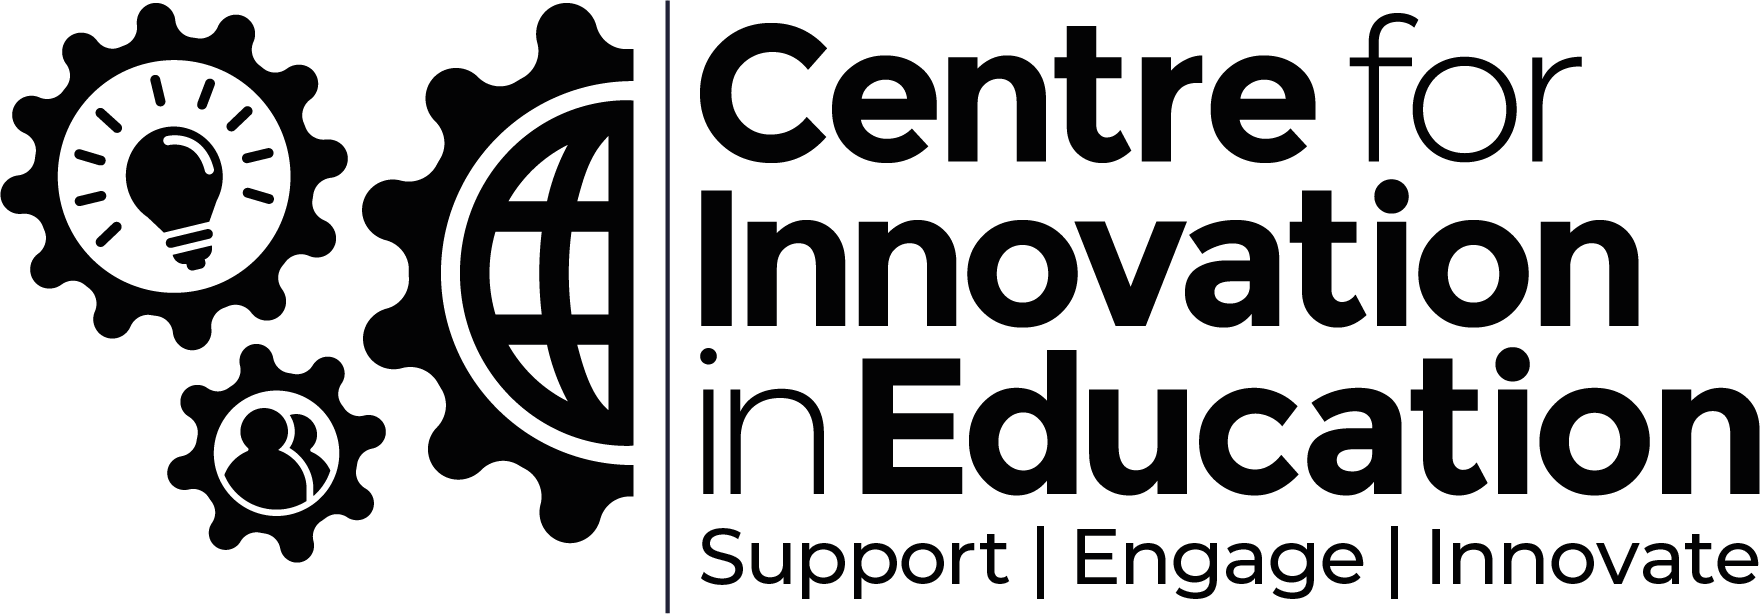 Centre for
Innovation
in Education
Support | Engage | Innovate